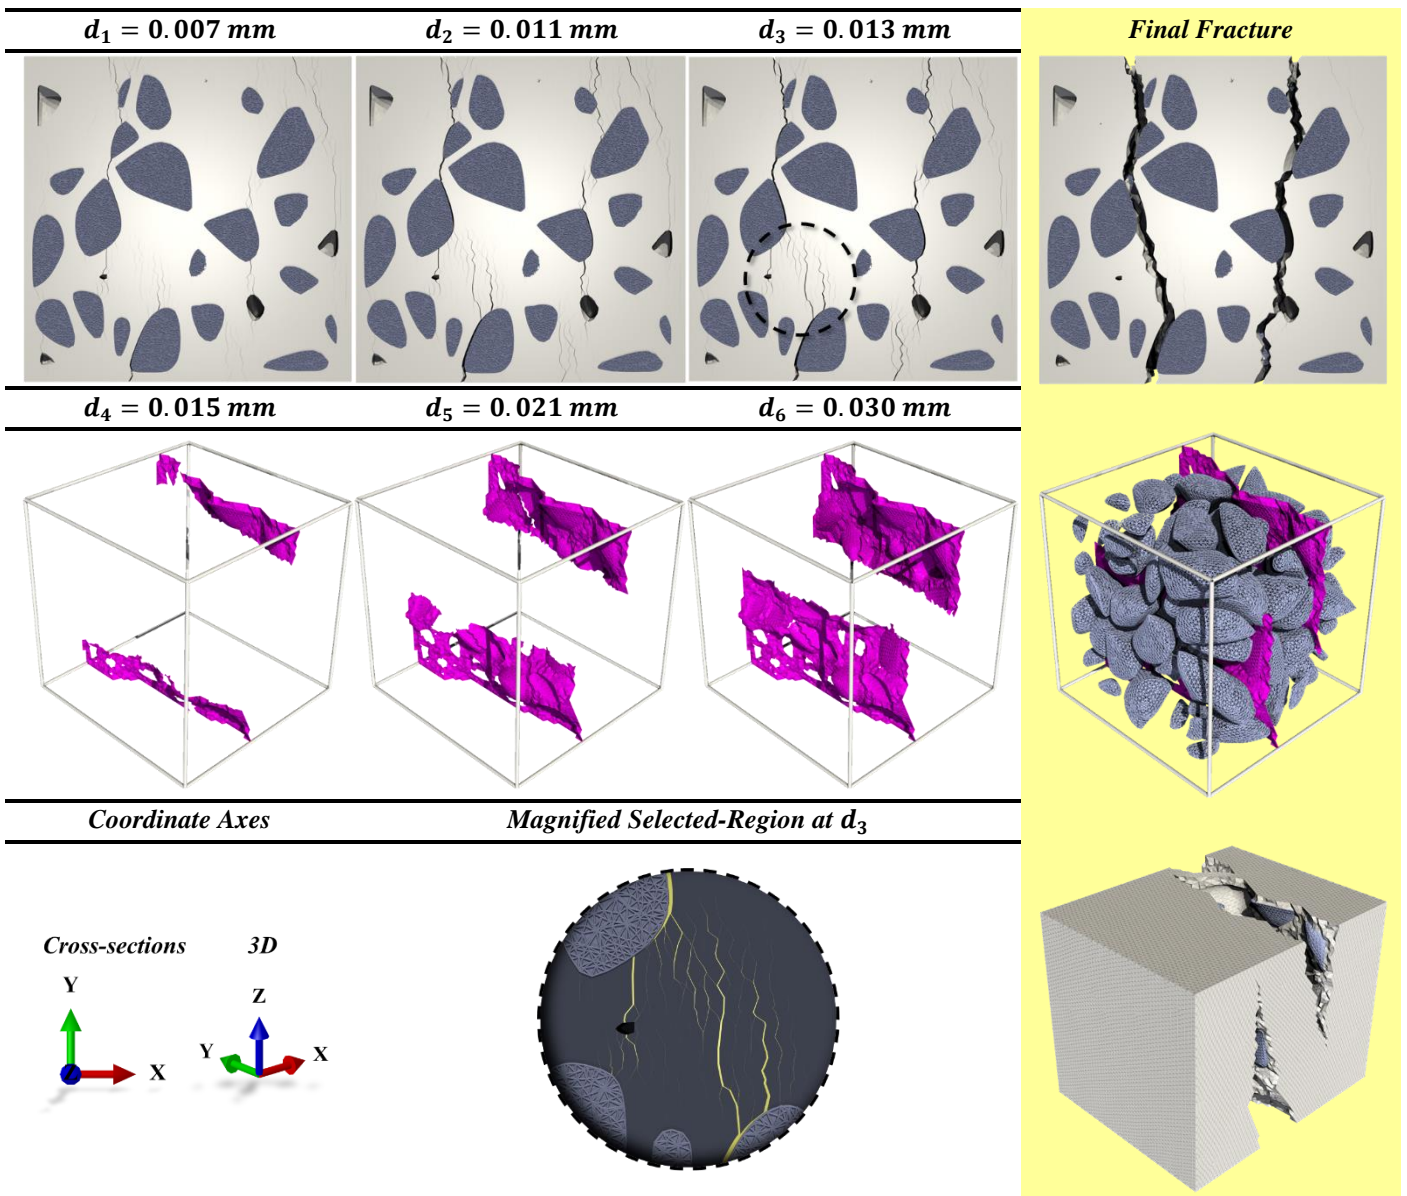 d₁ = 0.007 mm
d₂ = 0.011 mm
d₃ = 0.013 mm
Final Fracture
d₄ = 0.015 mm
d₅ = 0.021 mm
d₆ = 0.030 mm
Coordinate Axes
Magnified Selected-Region at d₃
Cross-sections
3D
Y
Z
X
Z
Y
X